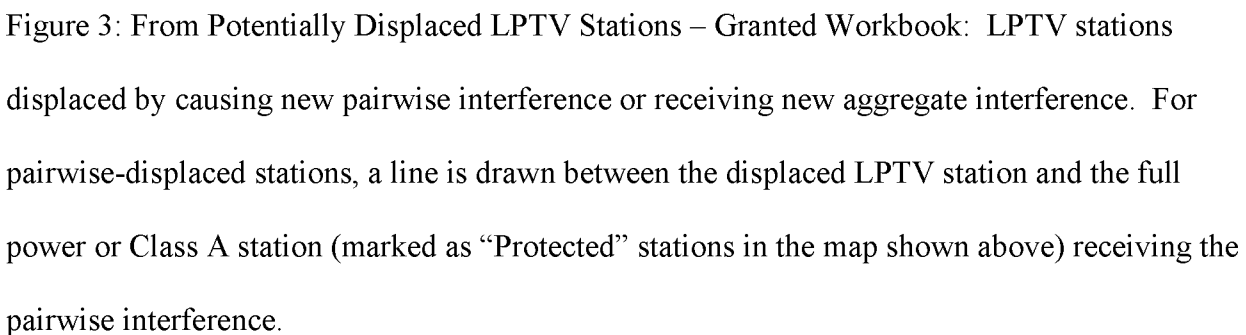 Figure 3: From Potentially Displaced LPTV Stations – Granted Workbook:  LPTV stations
displaced by causing new pairwise interference or receiving new aggregate interference.  For
pairwise-displaced stations, a line is drawn between the displaced LPTV station and the full
power or Class A station (marked as “Protected” stations in the map shown above) receiving the
pairwise interference.